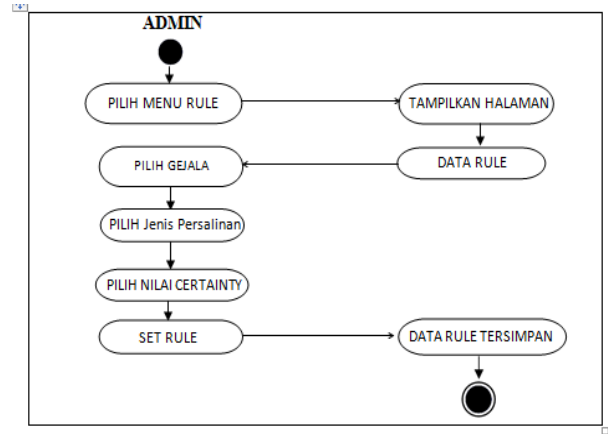 ADMIN
PILIH MENU RULE
TAMPILKAN HALAMAN
PILIH GEJALA
DATA RULE
PILIH Jenis Persalinan
PILIH NILAI CERTAINTY
SET RULE
DATA RULE TERSIMPAN